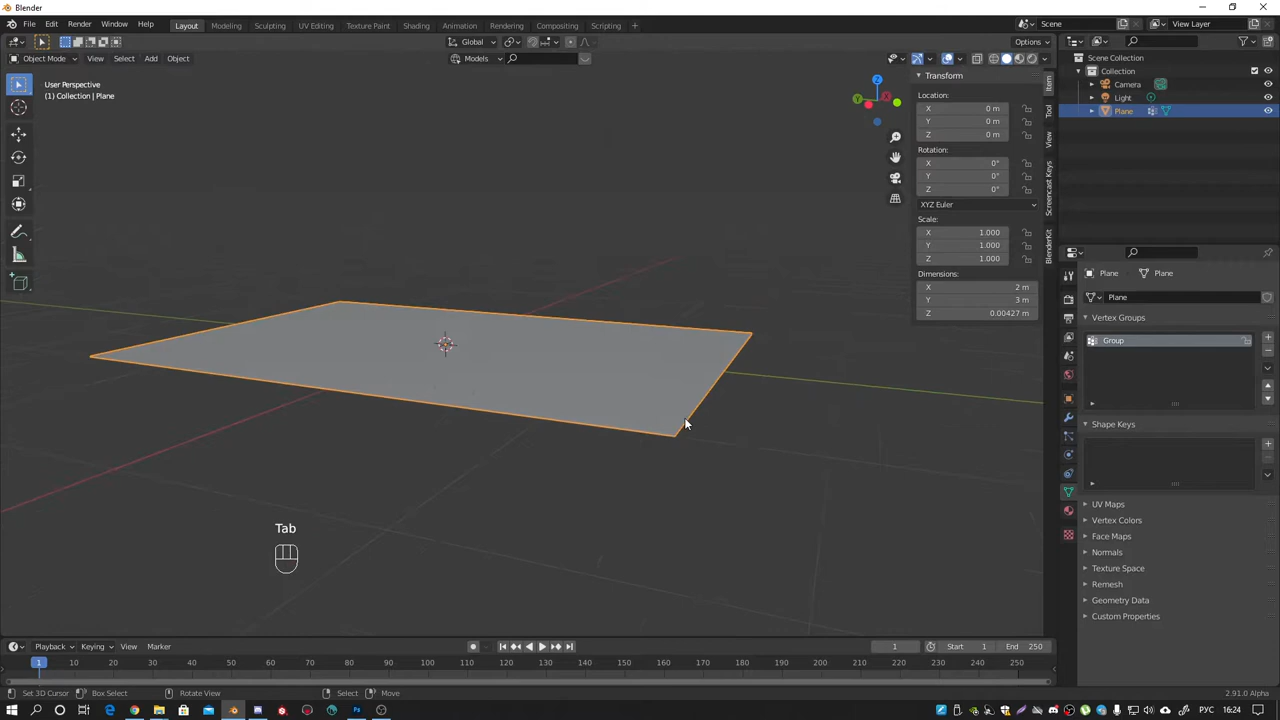 Blender
File Edit Render Window Help Layout Modeling Sculpting UV Editing Texture Paint Shading Animation Rendering Compositing Scripting + Scene View Layer
Global Options
Object Mode View Select Add Object Models
User Perspective
(1) Collection | Plane
Z
Y
Transform
Location:
X 0 m
Y 0 m
Z 0 m
Rotation:
X 0°
Y 0°
Z 0°
XYZ Euler
Scale:
X 1.000
Y 1.000
Z 1.000
Dimensions:
X 2 m
Y 3 m
Z 0.00427 m
Item
Tool
View
Screencast Keys
BlenderKit
Scene Collection
Collection
Camera
Light
Plane
Plane Plane
Plane
Vertex Groups
Group
Shape Keys
UV Maps
Vertex Colors
Face Maps
Normals
Texture Space
Remesh
Geometry Data
Custom Properties
Tab
Playback Keying View Marker 1 Start 1 End 250
1 10 20 30 40 50 60 70 80 90 100 110 120 130 140 150 160 170 180 190 200 210 220 230 240 250
Set 3D Cursor Box Select Rotate View Select Move 2.91.0 Alpha
РУС 16:24